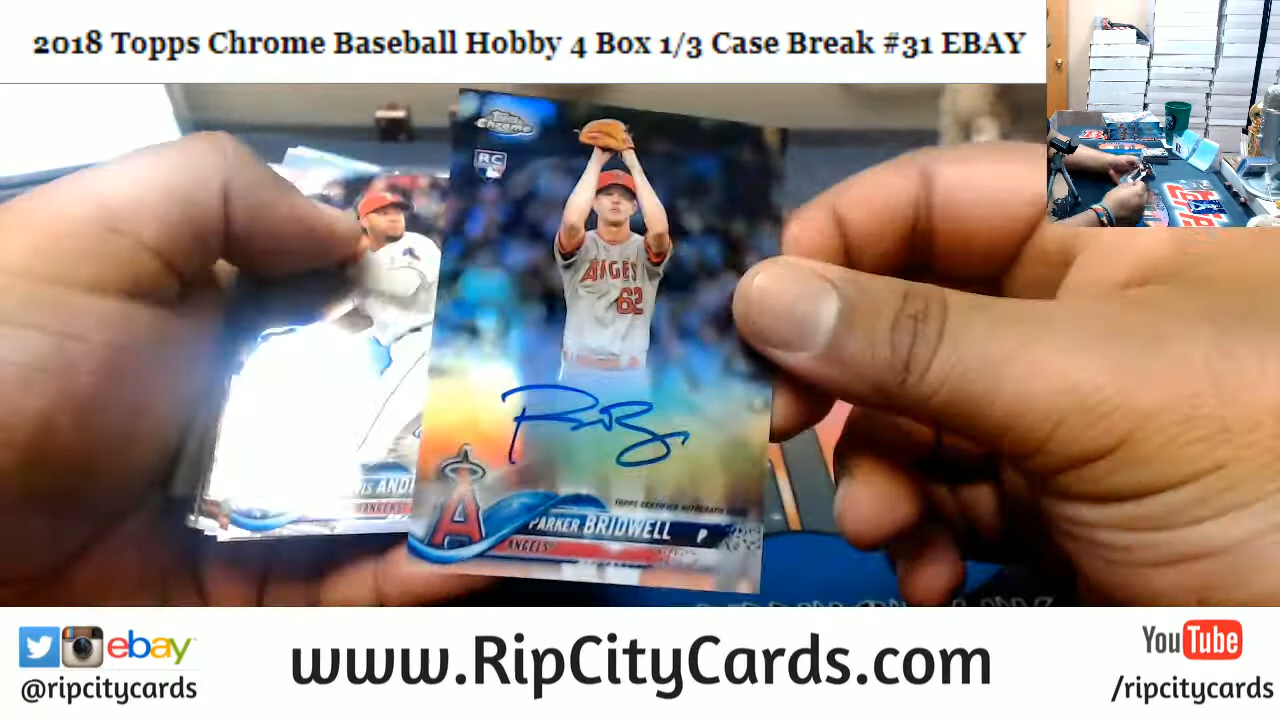 2018 Topps Chrome Baseball Hobby 4 Box 1/3 Case Break #31 EBAY
Topps Chrome
RC
ANGELS
62
TOPPS CERTIFIED AUTOGRAPH
PARKER BRIDWELL P
ANGELS
RANGERS
ebay
@ripcitycards
www.RipCityCards.com
YouTube
/ripcitycards